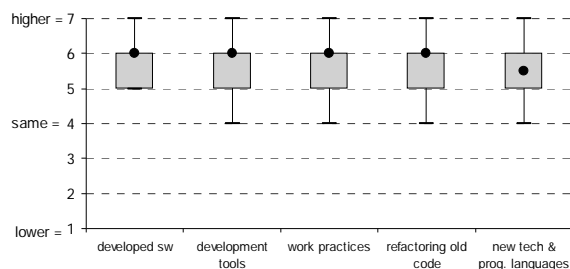 higher = 7
6
5
same = 4
3
2
lower = 1
developed sw
development
tools
work practices
refactoring old
code
new tech &
prog. languages